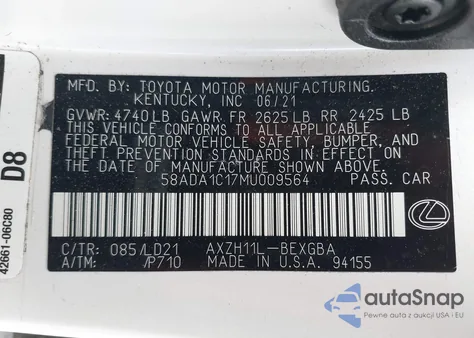 MFD. BY: TOYOTA MOTOR MANUFACTURING.
KENTUCKY, INC 06/21
GVWR: 4740LB GAWR: FR 2625LB RR 2425 LB
THIS VEHICLE CONFORMS TO ALL APPLICABLE
FEDERAL MOTOR VEHICLE SAFETY, BUMPER, AND
THEFT PREVENTION STANDARDS IN EFFECT ON
THE DATE OF MANUFACTURE SHOWN ABOVE.
58ADA1C17MU009564 PASS. CAR
C/TR: 085/LD21 AXZH11L-BEXGBA
A/TM: /P710 MADE IN U.S.A. 94155
D8
42661-06C80
autoSnap
Пewne auta z USA i EU